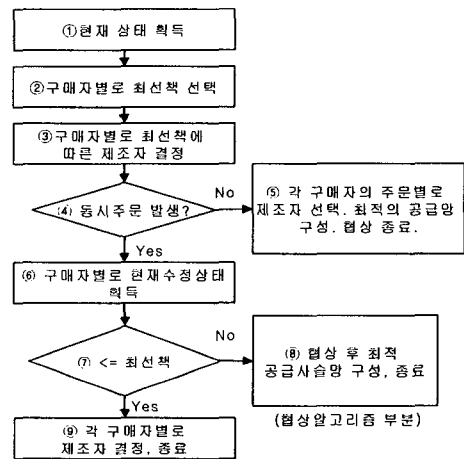 ①현재 상태 획득
②구매자별로 최선책 선택
③구매자별로 최선책에
따른 제조자 결정
(4) 동시주문 발생?
No
⑤ 각 구매자의 주문별로
제조자 선택. 최적의 공급망
구성. 협상 종료.
Yes
⑥ 구매자별로 현재수정상태
획득
No
⑦ <= 최선책
⑧ 협상 후 최적
공급사슬망 구성, 종료
Yes
(협상알고리즘 부분)
⑨ 각 구매자별로
제조자 결정, 종료